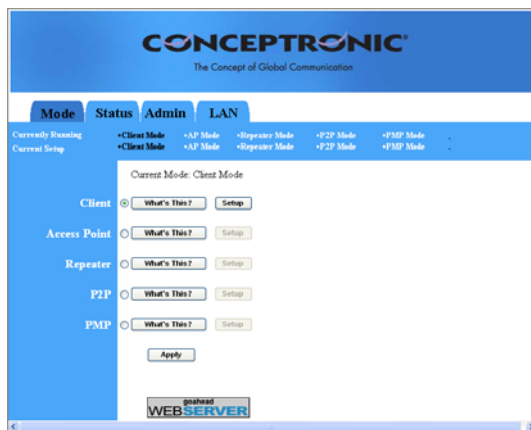 CONCEPTRONIC®
The Concept of Global Communication
Mode Status Admin LAN
Currently Running •Client Mode •AP Mode •Repeater Mode •P2P Mode •PMP Mode
Current Setup •Client Mode •AP Mode •Repeater Mode •P2P Mode •PMP Mode
Current Mode: Client Mode
Client What's This? Setup
Access Point What's This? Setup
Repeater What's This? Setup
P2P What's This? Setup
PMP What's This? Setup
Apply
goahead
WEBSERVER